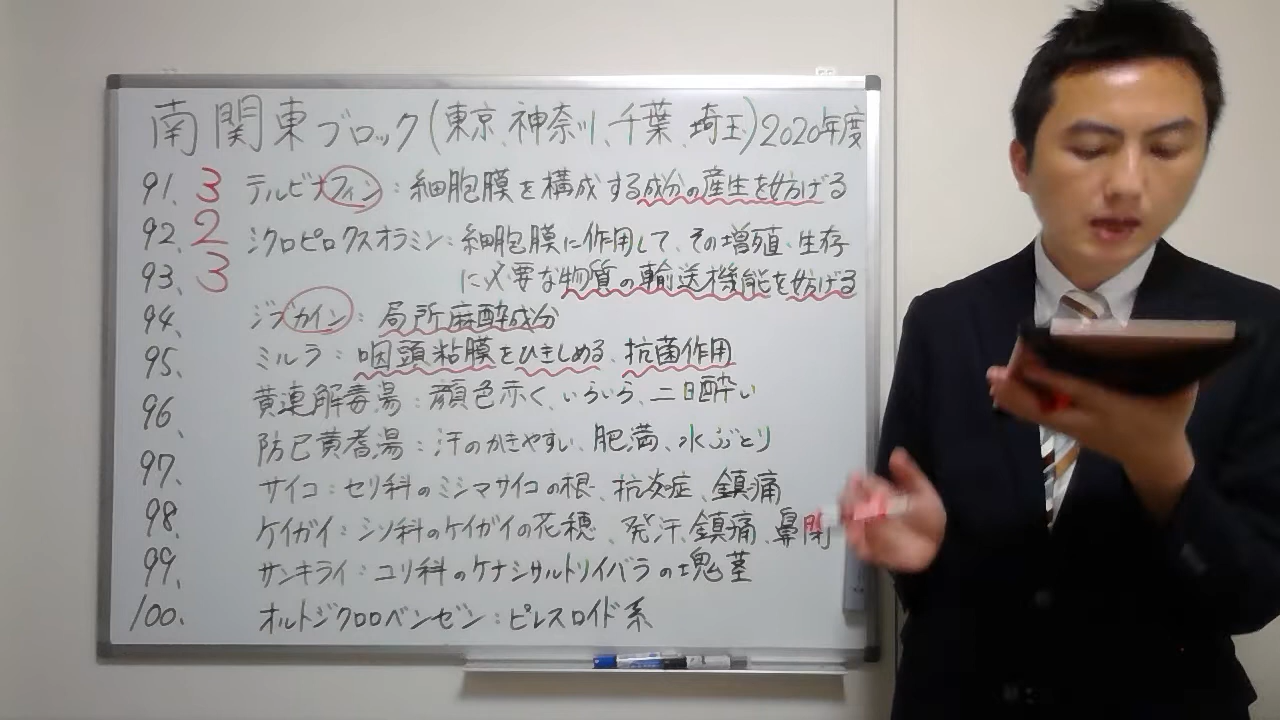 南関東ブロック(東京、神奈川、千葉、埼玉)2020年度
91. 3 テルビナフィン:細胞膜を構成する成分の産生を妨げる
92. 2 シクロピロクスオラミン:細胞膜に作用して、その増殖、生存
93. 3 に必要な物質の輸送機能を妨げる
94. ジブカイン:局所麻酔成分
95. ミルラ:咽頭粘膜をひきしめる、抗菌作用
96. 黄連解毒湯:顔色赤く、いらいら、二日酔い
防已黄耆湯:汗のかきやすい、肥満、水ぶとり
97. サイコ:セリ科のミシマサイコの根、抗炎症、鎮痛
98. ケイガイ:シソ科のケイガイの花穂、発汗、鎮痛、鼻閉
99. サンキライ:ユリ科のケナシサルトリイバラの塊茎
100. オルトジクロロベンゼン:ピレスロイド系